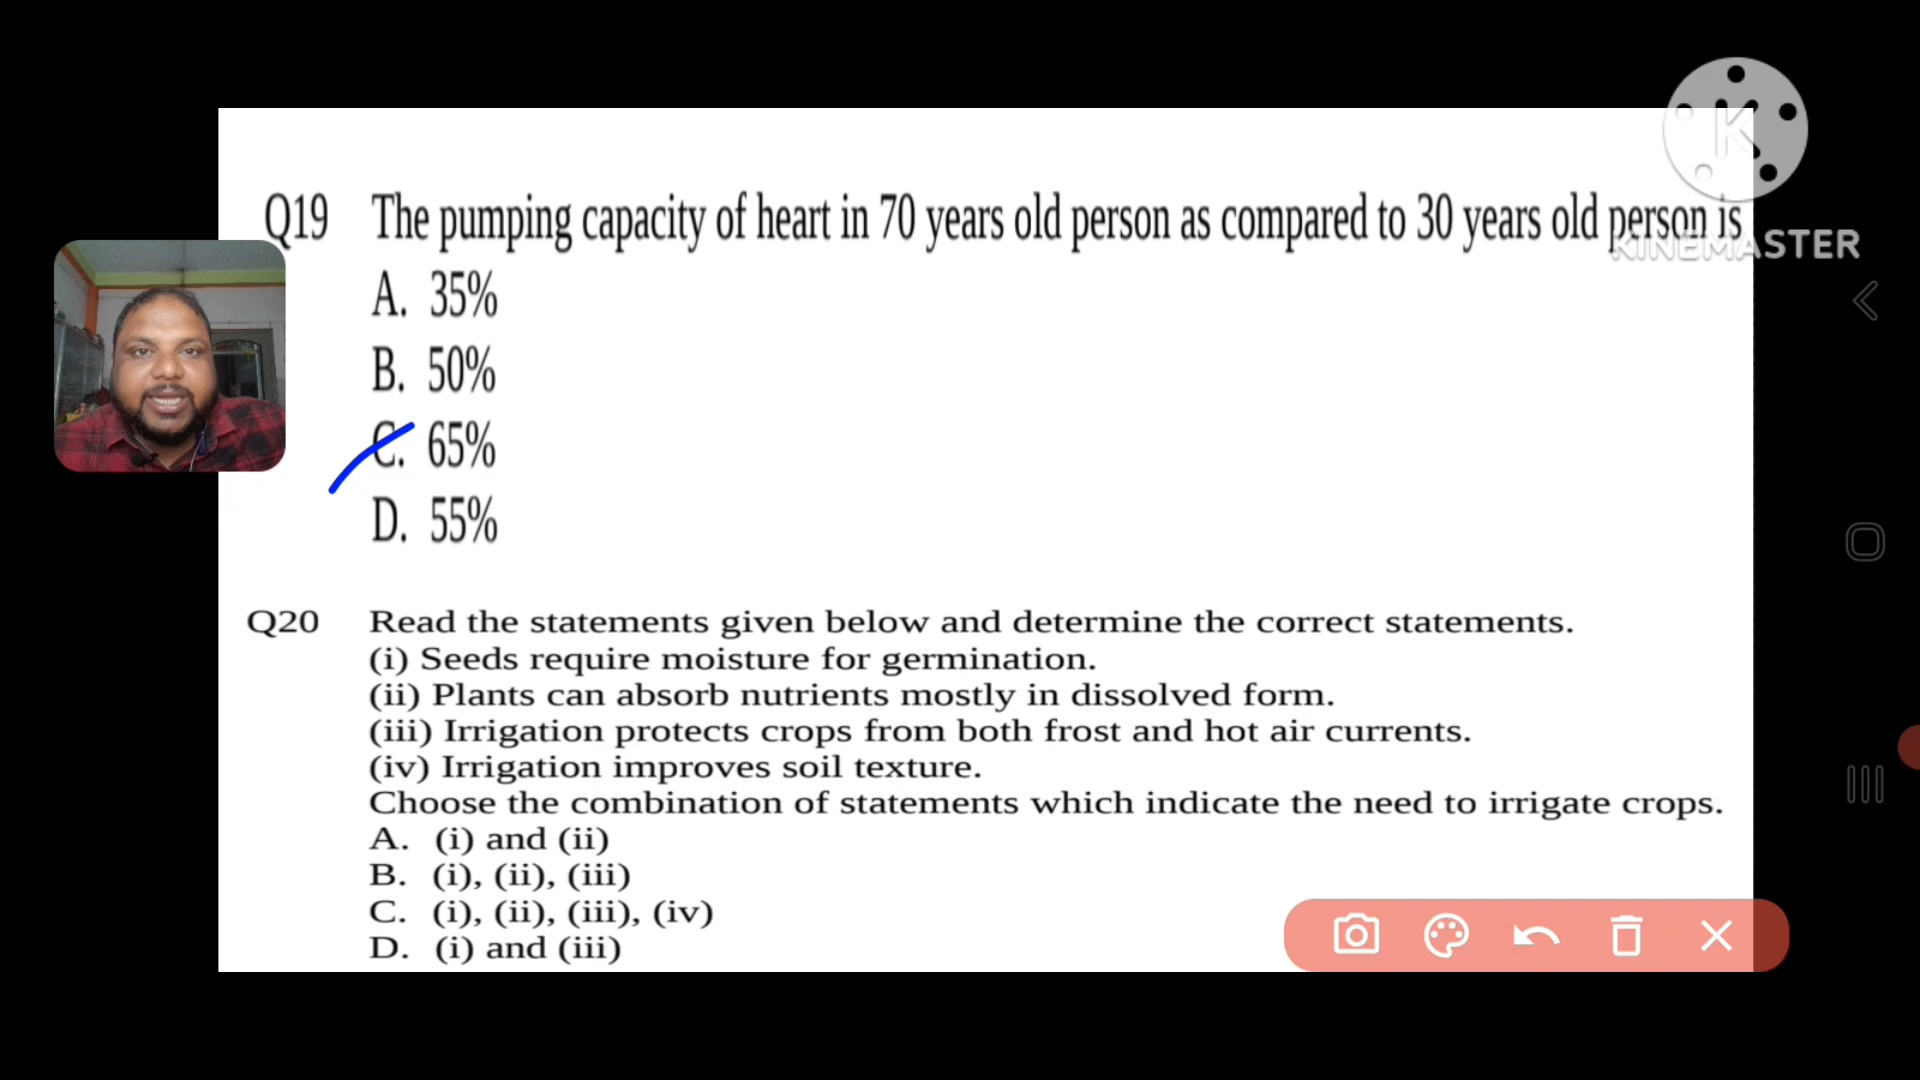 Q19 The pumping capacity of heart in 70 years old person as compared to 30 years old person is
KINEMASTER
A. 35%
B. 50%
C. 65%
D. 55%
Q20 Read the statements given below and determine the correct statements.
(i) Seeds require moisture for germination.
(ii) Plants can absorb nutrients mostly in dissolved form.
(iii) Irrigation protects crops from both frost and hot air currents.
(iv) Irrigation improves soil texture.
Choose the combination of statements which indicate the need to irrigate crops.
A. (i) and (ii)
B. (i), (ii), (iii)
C. (i), (ii), (iii), (iv)
D. (i) and (iii)